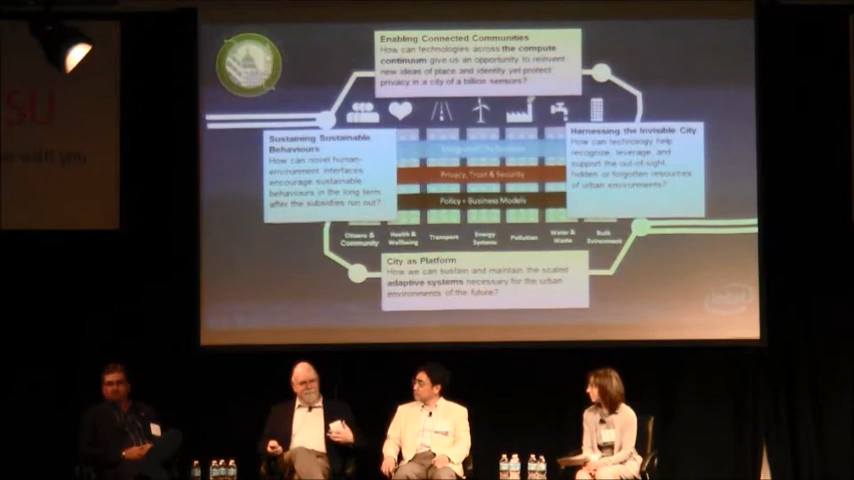 SU
with you
Enabling Connected Communities
How can technologies across the compute
continuum give us an opportunity to reinvent
new ideas of place and identity yet protect
privacy in a city of a billion sensors?
Sustaining Sustainable
Behaviours
How can novel human-
environment interfaces
encourage sustainable
behaviours in the long term
after the subsidies run out?
Harnessing the Invisible City
How can technology help
recognize, leverage, and
support the out-of-sight
hidden or forgotten resources
of urban environments?
Privacy, Trust & Security
Policy + Business Models
Citizens &
Community
Health &
Wellbeing
Transport
Energy
Systems
Pollution
Water &
Waste
Built
Environment
City as Platform
How we can sustain and maintain the scaled
adaptive systems necessary for the urban
environments of the future?
intel